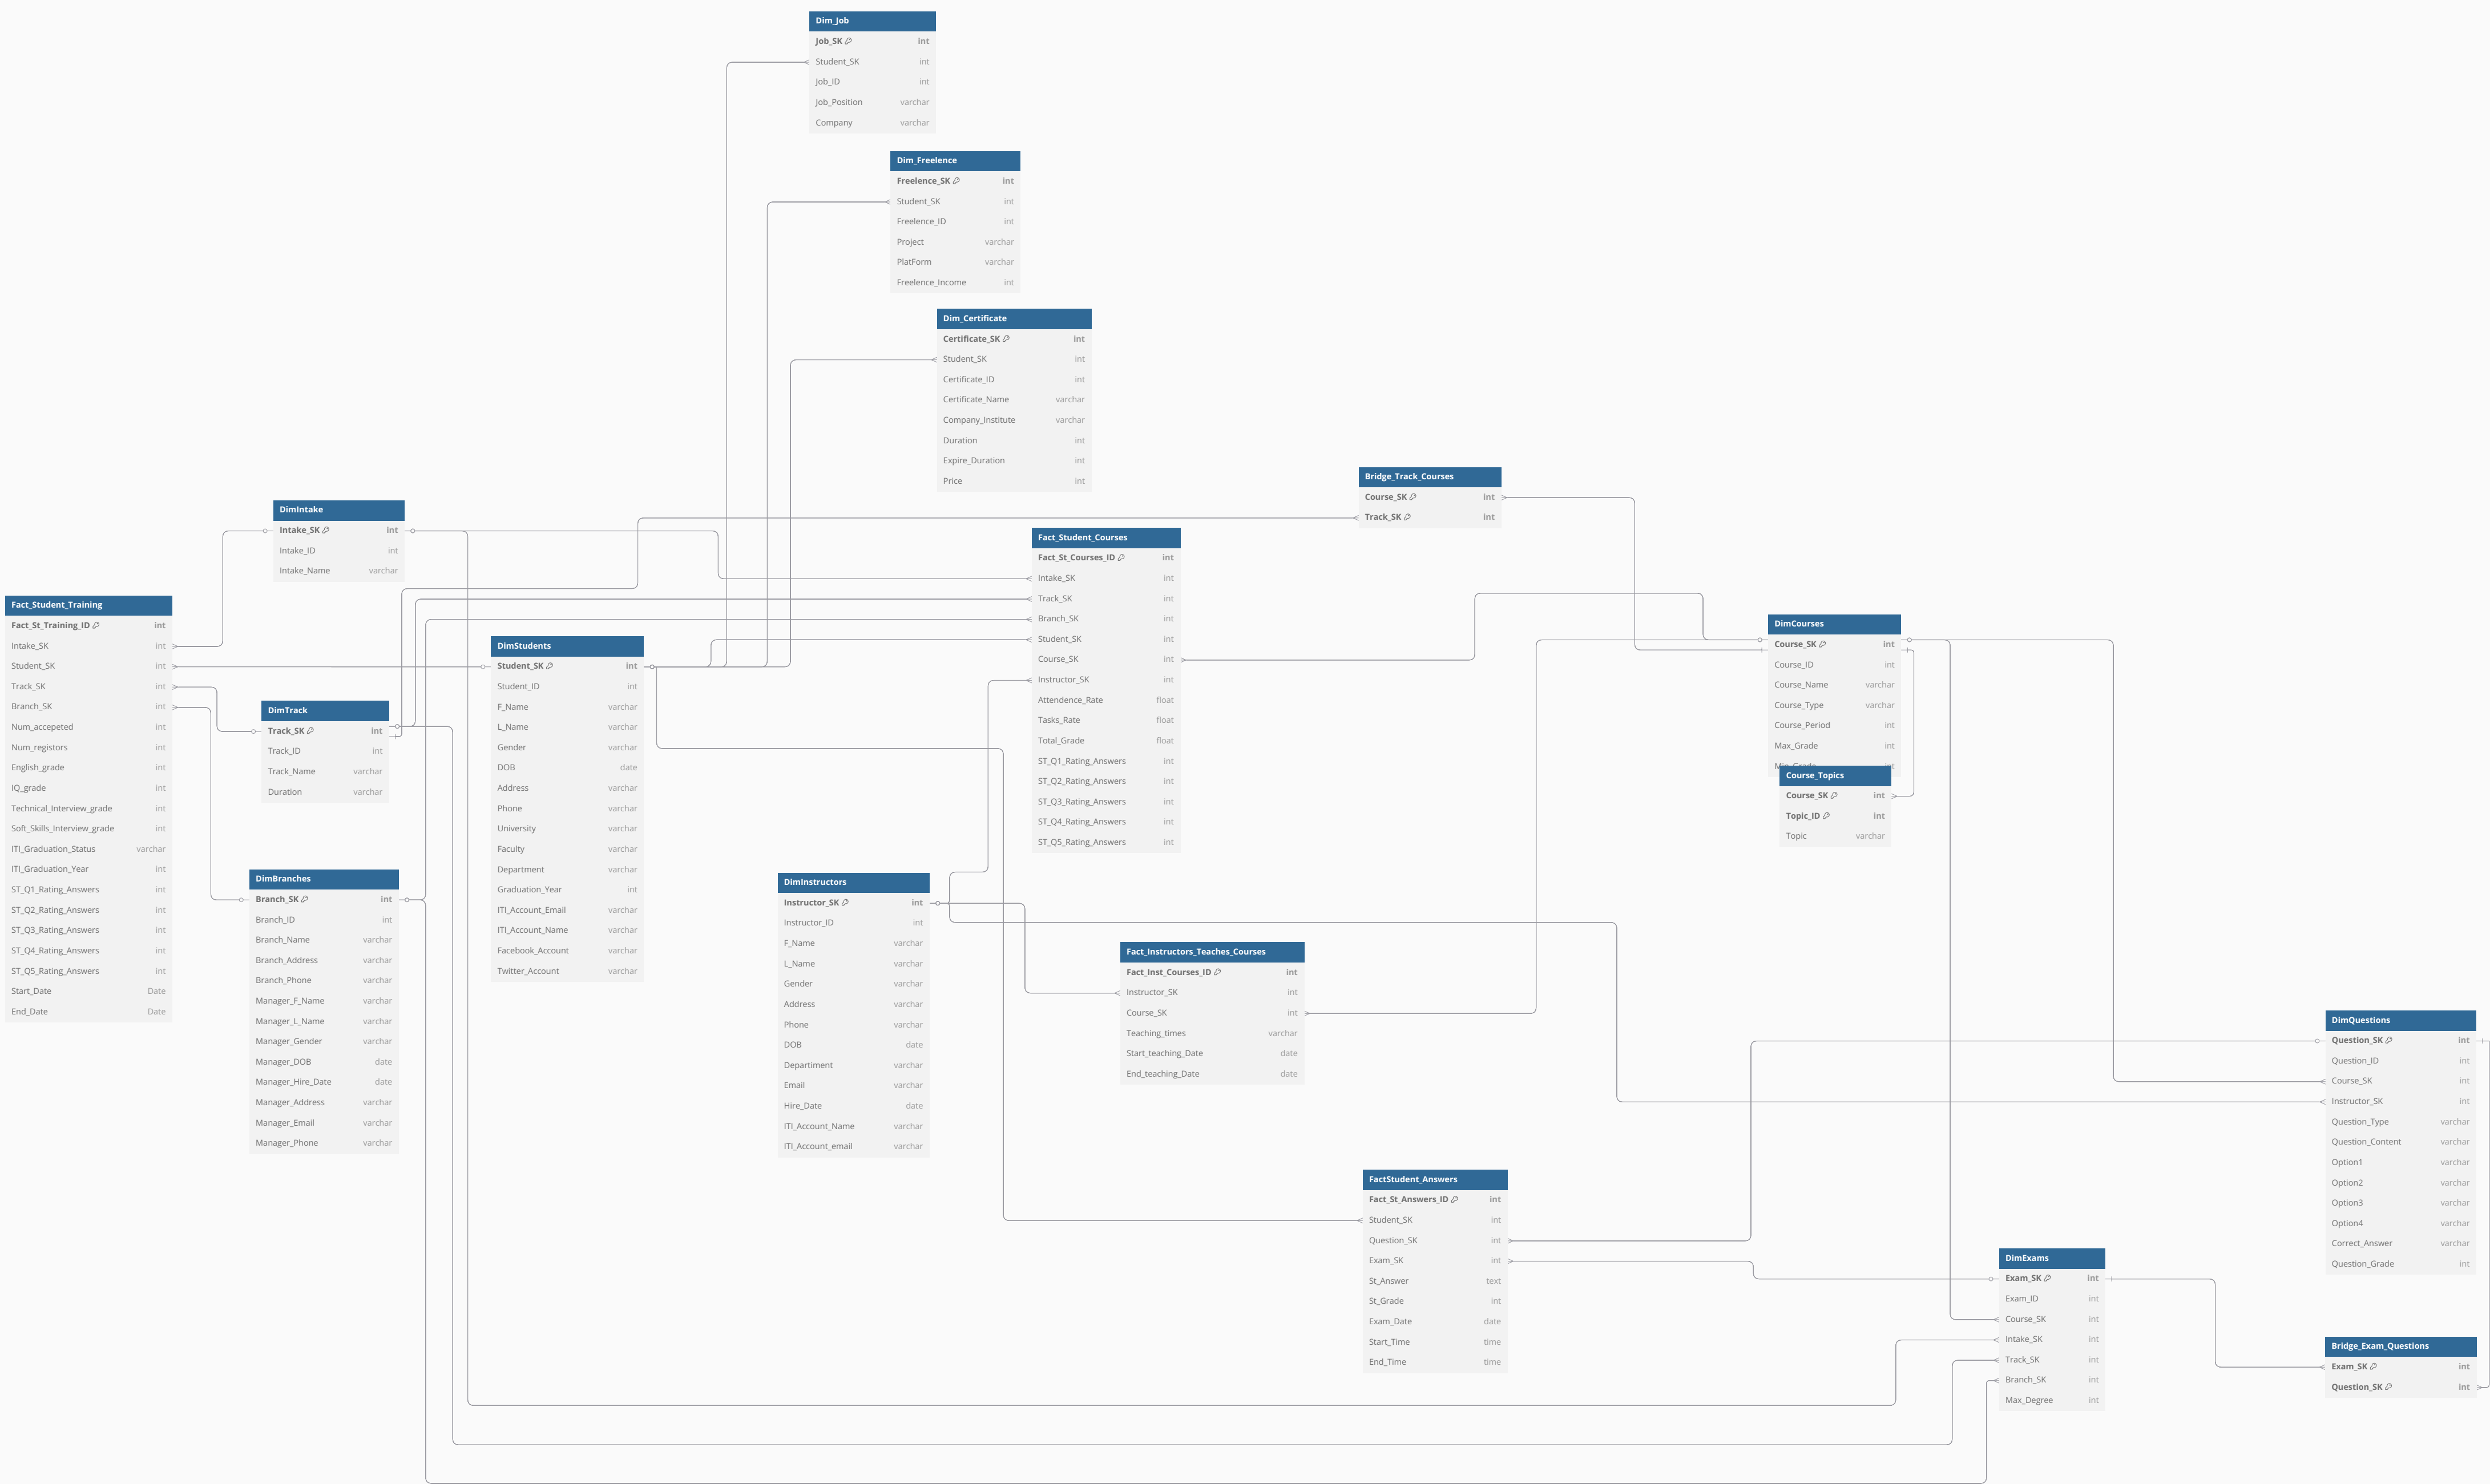 Dim_Job
Job_SK int
Student_SK int
Job_ID int
Job_Position varchar
Company varchar
Dim_Freelence
Freelence_SK int
Student_SK int
Freelence_ID int
Project varchar
PlatForm varchar
Freelence_Income int
Dim_Certificate
Certificate_SK int
Student_SK int
Certificate_ID int
Certificate_Name varchar
Company_Institute varchar
Duration int
Expire_Duration int
Price int
Bridge_Track_Courses
Course_SK int
Track_SK int
DimIntake
Intake_SK int
Intake_ID int
Intake_Name varchar
Fact_Student_Courses
Fact_St_Courses_ID int
Intake_SK int
Track_SK int
Branch_SK int
Student_SK int
Course_SK int
Instructor_SK int
Attendence_Rate float
Tasks_Rate float
Total_Grade float
ST_Q1_Rating_Answers int
ST_Q2_Rating_Answers int
ST_Q3_Rating_Answers int
ST_Q4_Rating_Answers int
ST_Q5_Rating_Answers int
Fact_Student_Training
Fact_St_Training_ID int
Intake_SK int
Student_SK int
Track_SK int
Branch_SK int
Num_accepeted int
Num_registors int
English_grade int
IQ_grade int
Technical_Interview_grade int
Soft_Skills_Interview_grade int
ITI_Graduation_Status varchar
ITI_Graduation_Year int
ST_Q1_Rating_Answers int
ST_Q2_Rating_Answers int
ST_Q3_Rating_Answers int
ST_Q4_Rating_Answers int
ST_Q5_Rating_Answers int
Start_Date Date
End_Date Date
DimCourses
Course_SK int
Course_ID int
Course_Name varchar
Course_Type varchar
Course_Period int
Max_Grade int
Course_Topics
Course_SK int
Topic_ID int
Topic varchar
DimStudents
Student_SK int
Student_ID int
F_Name varchar
L_Name varchar
Gender varchar
DOB date
Address varchar
Phone varchar
University varchar
Faculty varchar
Department varchar
Graduation_Year int
ITI_Account_Email varchar
ITI_Account_Name varchar
Facebook_Account varchar
Twitter_Account varchar
DimTrack
Track_SK int
Track_ID int
Track_Name varchar
Duration varchar
DimBranches
Branch_SK int
Branch_ID int
Branch_Name varchar
Branch_Address varchar
Branch_Phone varchar
Manager_F_Name varchar
Manager_L_Name varchar
Manager_Gender varchar
Manager_DOB date
Manager_Hire_Date date
Manager_Address varchar
Manager_Email varchar
Manager_Phone varchar
DimInstructors
Instructor_SK int
Instructor_ID int
F_Name varchar
L_Name varchar
Gender varchar
Address varchar
Phone varchar
DOB date
Departiment varchar
Email varchar
Hire_Date date
ITI_Account_Name varchar
ITI_Account_email varchar
Fact_Instructors_Teaches_Courses
Fact_Inst_Courses_ID int
Instructor_SK int
Course_SK int
Teaching_times varchar
Start_teaching_Date date
End_teaching_Date date
DimQuestions
Question_SK int
Question_ID int
Course_SK int
Instructor_SK int
Question_Type varchar
Question_Content varchar
Option1 varchar
Option2 varchar
Option3 varchar
Option4 varchar
Correct_Answer varchar
Question_Grade int
FactStudent_Answers
Fact_St_Answers_ID int
Student_SK int
Question_SK int
Exam_SK int
St_Answer text
St_Grade int
Exam_Date date
Start_Time time
End_Time time
DimExams
Exam_SK int
Exam_ID int
Course_SK int
Intake_SK int
Track_SK int
Branch_SK int
Max_Degree int
Bridge_Exam_Questions
Exam_SK int
Question_SK int